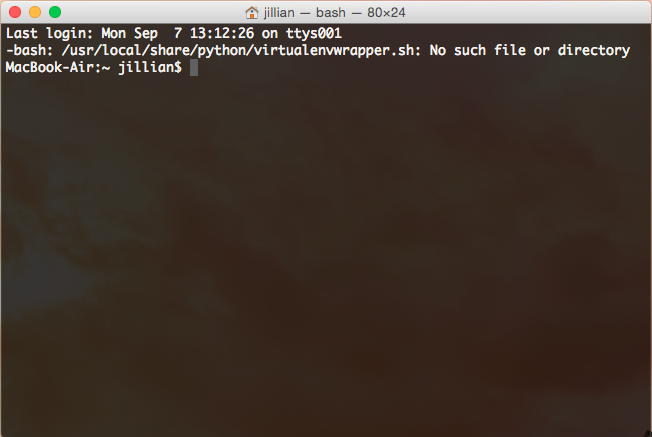 jillian — bash — 80×24
Last login: Mon Sep  7 13:12:26 on ttys001
-bash: /usr/local/share/python/virtualenvwrapper.sh: No such file or directory
MacBook-Air:~ jillian$